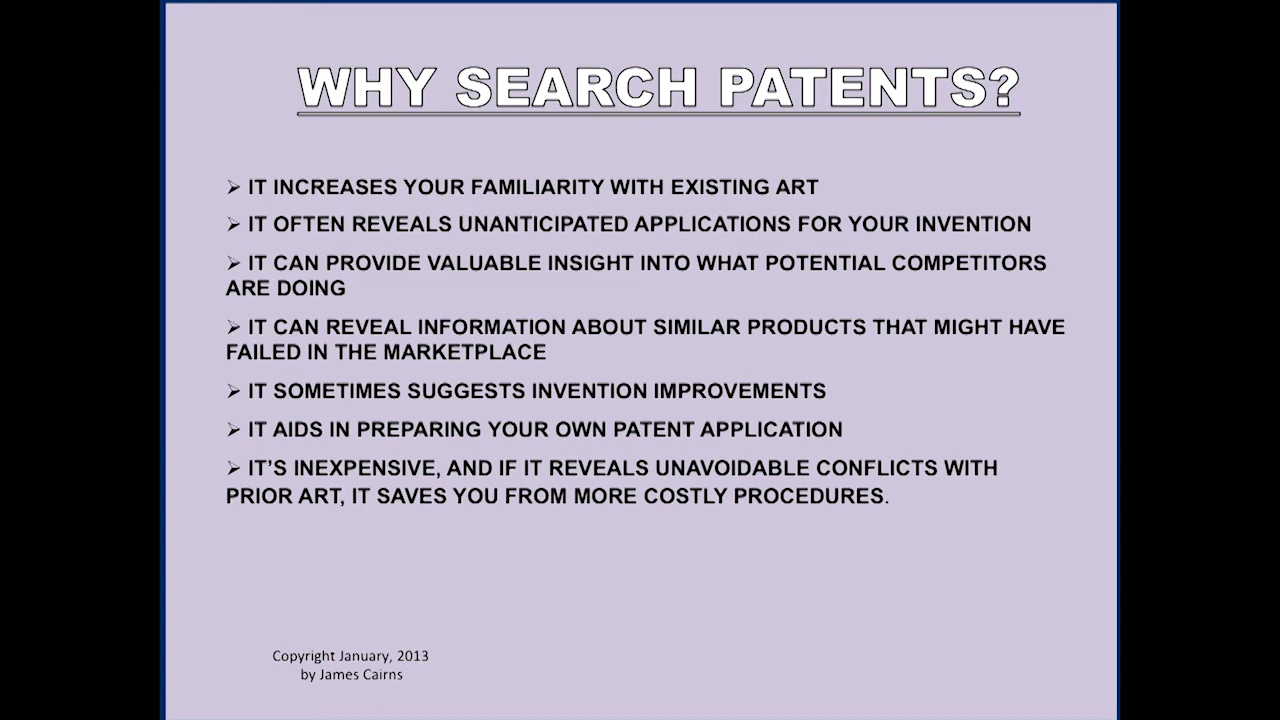 WHY SEARCH PATENTS?
➢ IT INCREASES YOUR FAMILIARITY WITH EXISTING ART
➢ IT OFTEN REVEALS UNANTICIPATED APPLICATIONS FOR YOUR INVENTION
➢ IT CAN PROVIDE VALUABLE INSIGHT INTO WHAT POTENTIAL COMPETITORS
ARE DOING
➢ IT CAN REVEAL INFORMATION ABOUT SIMILAR PRODUCTS THAT MIGHT HAVE
FAILED IN THE MARKETPLACE
➢ IT SOMETIMES SUGGESTS INVENTION IMPROVEMENTS
➢ IT AIDS IN PREPARING YOUR OWN PATENT APPLICATION
➢ IT’S INEXPENSIVE, AND IF IT REVEALS UNAVOIDABLE CONFLICTS WITH
PRIOR ART, IT SAVES YOU FROM MORE COSTLY PROCEDURES.
Copyright January, 2013
by James Cairns